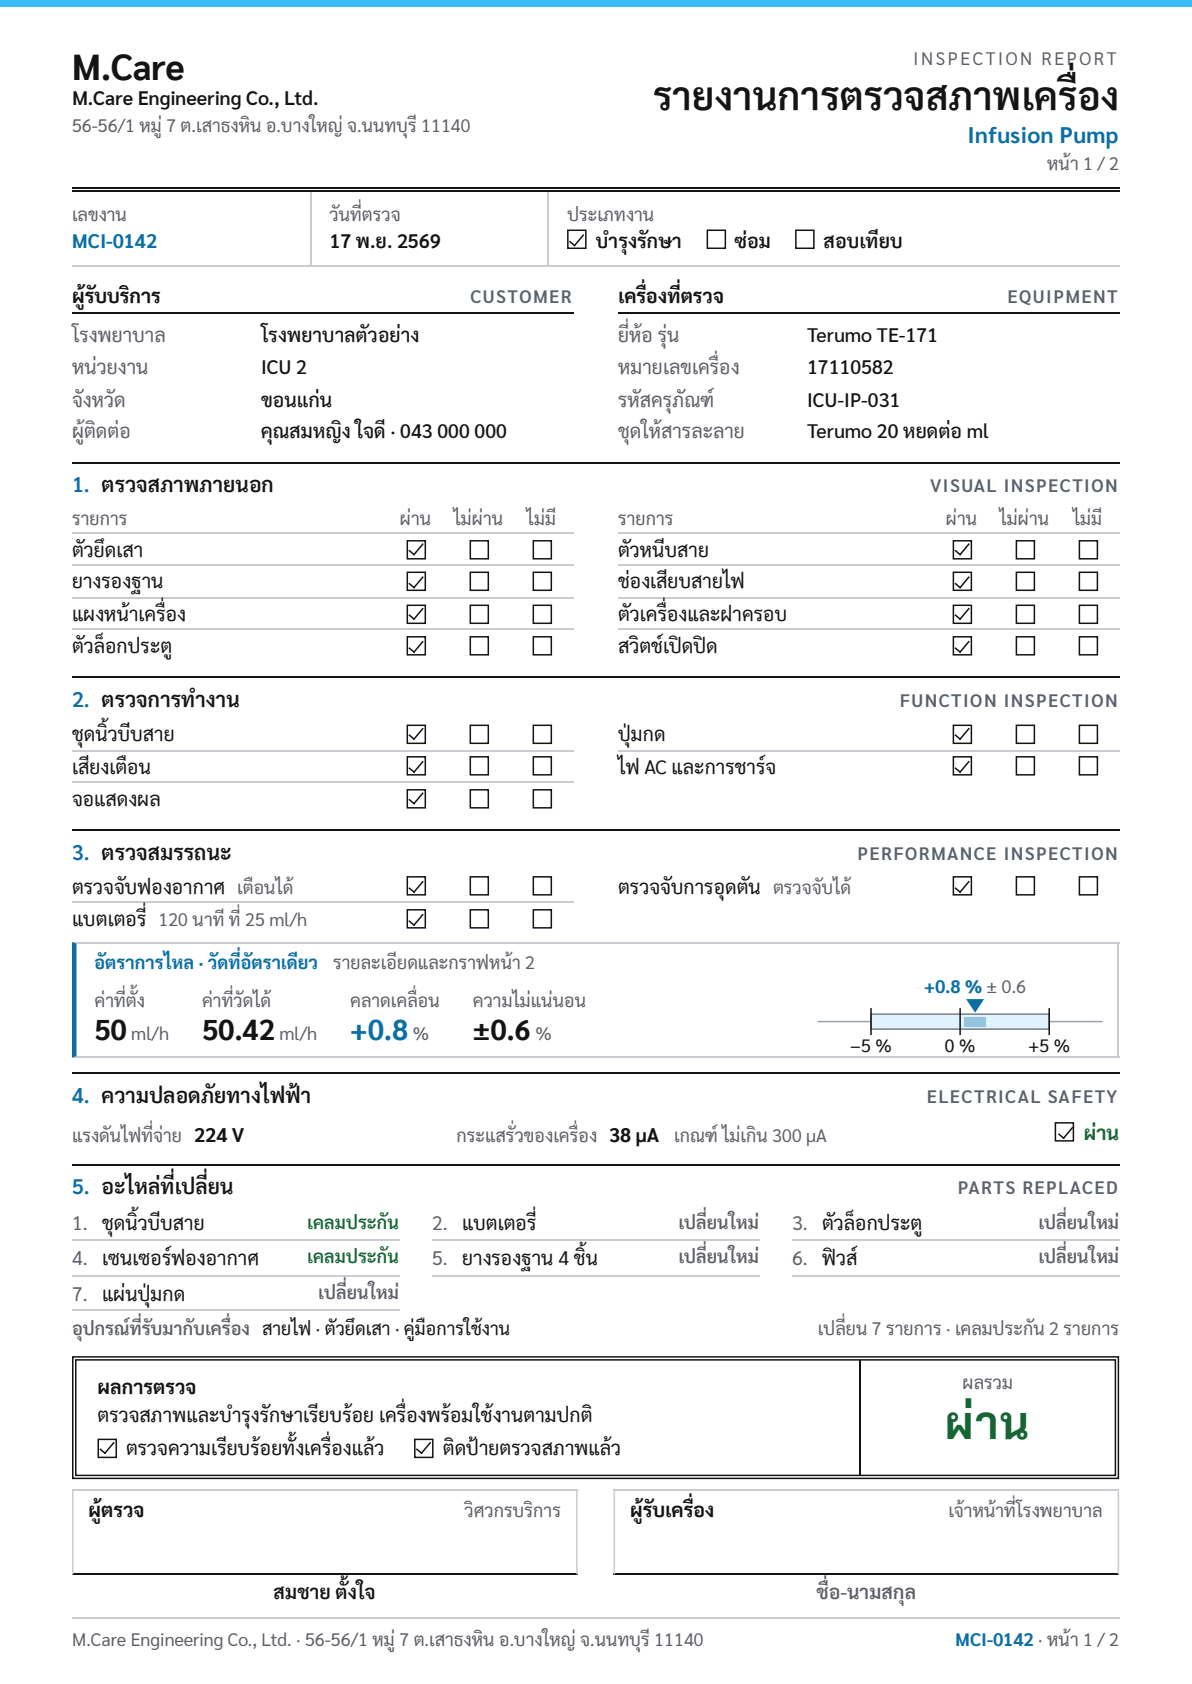 M.Care
M.Care Engineering Co., Ltd.
56-56/1 หมู่ 7 ต.เสาธงหิน อ.บางใหญ่ จ.นนทบุรี 11140
INSPECTION REPORT
รายงานการตรวจสภาพเครื่อง
Infusion Pump
หน้า 1 / 2
เลขงาน วันที่ตรวจ ประเภทงาน
MCI-0142 17 พ.ย. 2569 ☑ บำรุงรักษา ☐ ซ่อม ☐ สอบเทียบ
ผู้รับบริการ CUSTOMER
โรงพยาบาล โรงพยาบาลตัวอย่าง
หน่วยงาน ICU 2
จังหวัด ขอนแก่น
ผู้ติดต่อ คุณสมหญิง ใจดี · 043 000 000
เครื่องที่ตรวจ EQUIPMENT
ยี่ห้อ รุ่น Terumo TE-171
หมายเลขเครื่อง 17110582
รหัสครุภัณฑ์ ICU-IP-031
ชุดให้สารละลาย Terumo 20 หยดต่อ ml
1. ตรวจสภาพภายนอก VISUAL INSPECTION
รายการ ผ่าน ไม่ผ่าน ไม่มี รายการ ผ่าน ไม่ผ่าน ไม่มี
ตัวยึดเสา ☑ ☐ ☐ ตัวหนีบสาย ☑ ☐ ☐
ยางรองฐาน ☑ ☐ ☐ ช่องเสียบสายไฟ ☑ ☐ ☐
แผงหน้าเครื่อง ☑ ☐ ☐ ตัวเครื่องและฝาครอบ ☑ ☐ ☐
ตัวล็อกประตู ☑ ☐ ☐ สวิตช์เปิดปิด ☑ ☐ ☐
2. ตรวจการทำงาน FUNCTION INSPECTION
ชุดนิ้วบีบสาย ☑ ☐ ☐ ปุ่มกด ☑ ☐ ☐
เสียงเตือน ☑ ☐ ☐ ไฟ AC และการชาร์จ ☑ ☐ ☐
จอแสดงผล ☑ ☐ ☐
3. ตรวจสมรรถนะ PERFORMANCE INSPECTION
ตรวจจับฟองอากาศ เตือนได้ ☑ ☐ ☐ ตรวจจับการอุดตัน ตรวจจับได้ ☑ ☐ ☐
แบตเตอรี่ 120 นาที ที่ 25 ml/h ☑ ☐ ☐
อัตราการไหล · วัดที่อัตราเดียว รายละเอียดและกราฟหน้า 2
ค่าที่ตั้ง ค่าที่วัดได้ คลาดเคลื่อน ความไม่แน่นอน
50 ml/h 50.42 ml/h +0.8 % ±0.6 %
+0.8 % ± 0.6
−5 % 0 % +5 %
4. ความปลอดภัยทางไฟฟ้า ELECTRICAL SAFETY
แรงดันไฟที่จ่าย 224 V กระแสรั่วของเครื่อง 38 µA เกณฑ์ ไม่เกิน 300 µA ☑ ผ่าน
5. อะไหล่ที่เปลี่ยน PARTS REPLACED
1. ชุดนิ้วบีบสาย เคลมประกัน 2. แบตเตอรี่ เปลี่ยนใหม่ 3. ตัวล็อกประตู เปลี่ยนใหม่
4. เซนเซอร์ฟองอากาศ เคลมประกัน 5. ยางรองฐาน 4 ชิ้น เปลี่ยนใหม่ 6. ฟิวส์ เปลี่ยนใหม่
7. แผ่นปุ่มกด เปลี่ยนใหม่
อุปกรณ์ที่รับมากับเครื่อง สายไฟ · ตัวยึดเสา · คู่มือการใช้งาน เปลี่ยน 7 รายการ · เคลมประกัน 2 รายการ
ผลการตรวจ
ตรวจสภาพและบำรุงรักษาเรียบร้อย เครื่องพร้อมใช้งานตามปกติ
☑ ตรวจความเรียบร้อยทั้งเครื่องแล้ว ☑ ติดป้ายตรวจสภาพแล้ว
ผลรวม
ผ่าน
ผู้ตรวจ วิศวกรบริการ ผู้รับเครื่อง เจ้าหน้าที่โรงพยาบาล
สมชาย ตั้งใจ ชื่อ-นามสกุล
M.Care Engineering Co., Ltd. · 56-56/1 หมู่ 7 ต.เสาธงหิน อ.บางใหญ่ จ.นนทบุรี 11140 MCI-0142 · หน้า 1 / 2